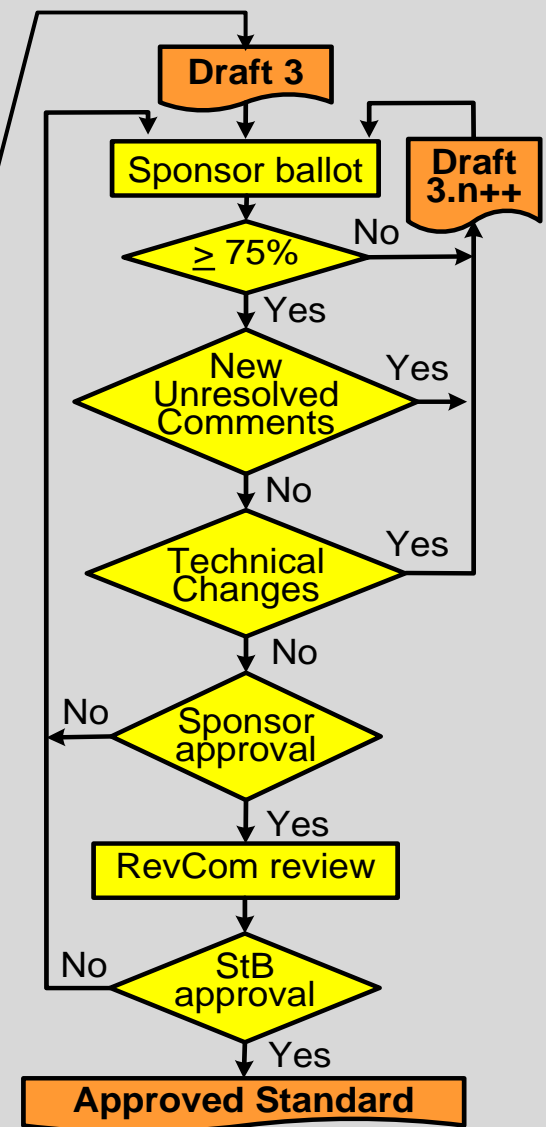 Draft 3
Sponsor ballot
Draft
3.n++
≥ 75%
No
Yes
New
Unresolved
Comments
Yes
No
Technical
Changes
Yes
No
Sponsor
approval
No
Yes
RevCom review
StB
approval
No
Yes
Approved Standard